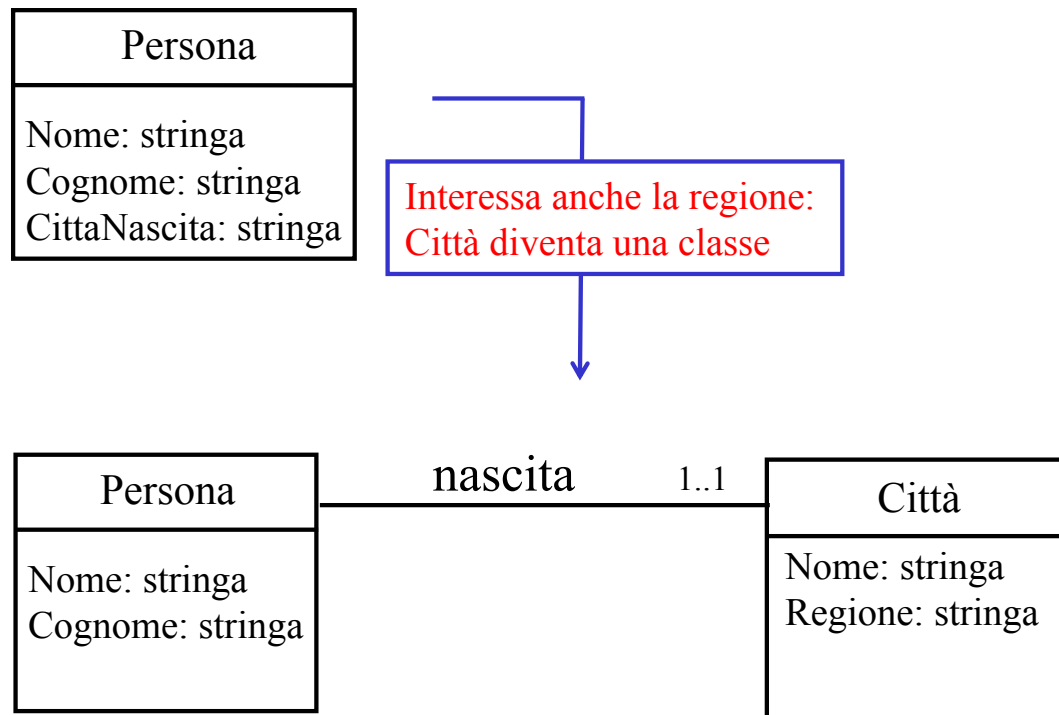 Persona
Nome: stringa
Cognome: stringa
CittaNascita: stringa
Interessa anche la regione:
Città diventa una classe
Persona
Nome: stringa
Cognome: stringa
nascita
1..1
Città
Nome: stringa
Regione: stringa